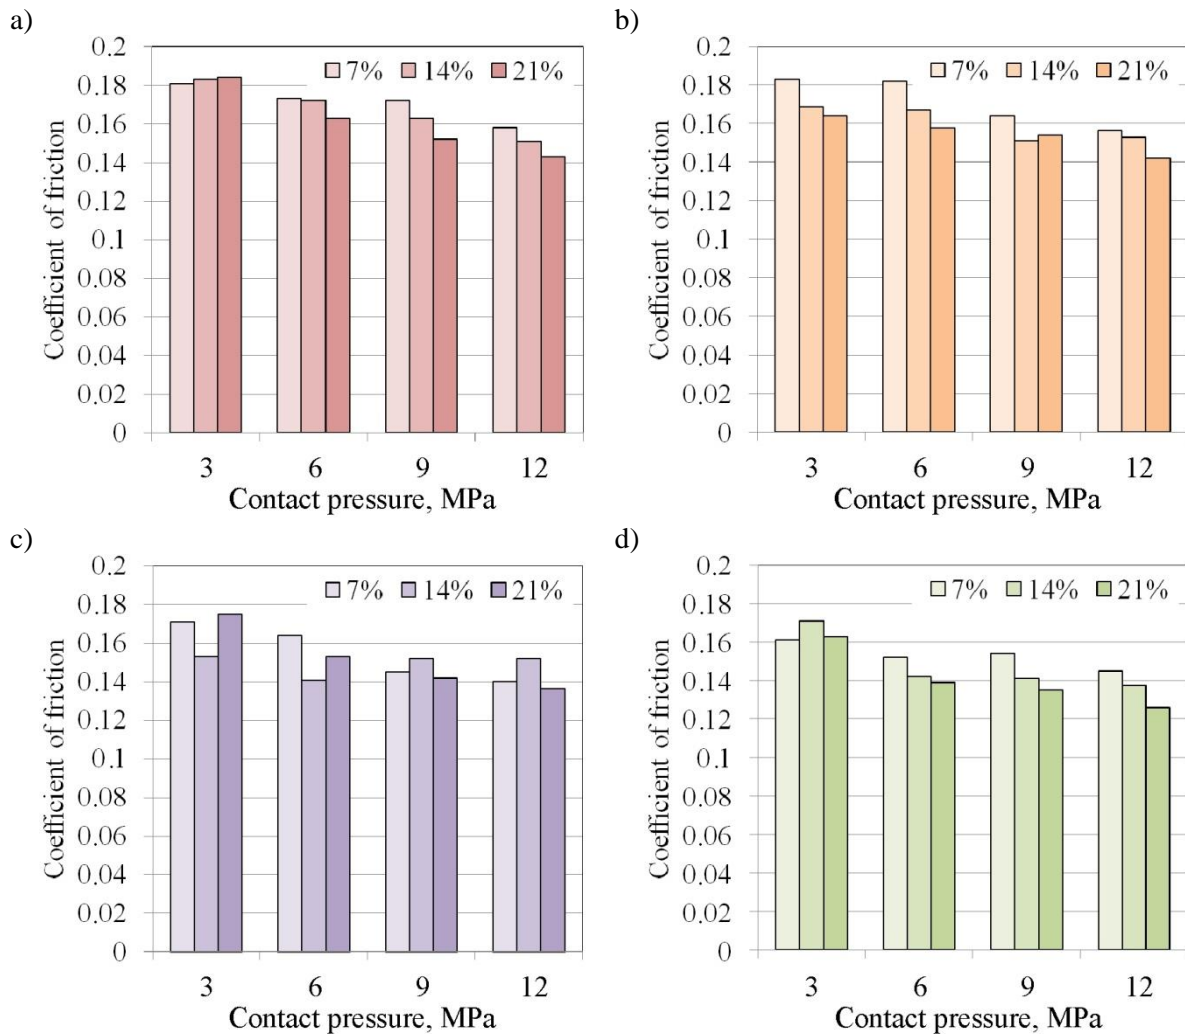 a)
0.2
0.18
0.16
0.14
0.12
0.1
0.08
0.06
0.04
0.02
0
Coefficient of friction
7% 14% 21%
3 6 9 12
Contact pressure, MPa
b)
0.2
0.18
0.16
0.14
0.12
0.1
0.08
0.06
0.04
0.02
0
Coefficient of friction
7% 14% 21%
3 6 9 12
Contact pressure, MPa
c)
0.2
0.18
0.16
0.14
0.12
0.1
0.08
0.06
0.04
0.02
0
Coefficient of friction
7% 14% 21%
3 6 9 12
Contact pressure, MPa
d)
0.2
0.18
0.16
0.14
0.12
0.1
0.08
0.06
0.04
0.02
0
Coefficient of friction
7% 14% 21%
3 6 9 12
Contact pressure, MPa